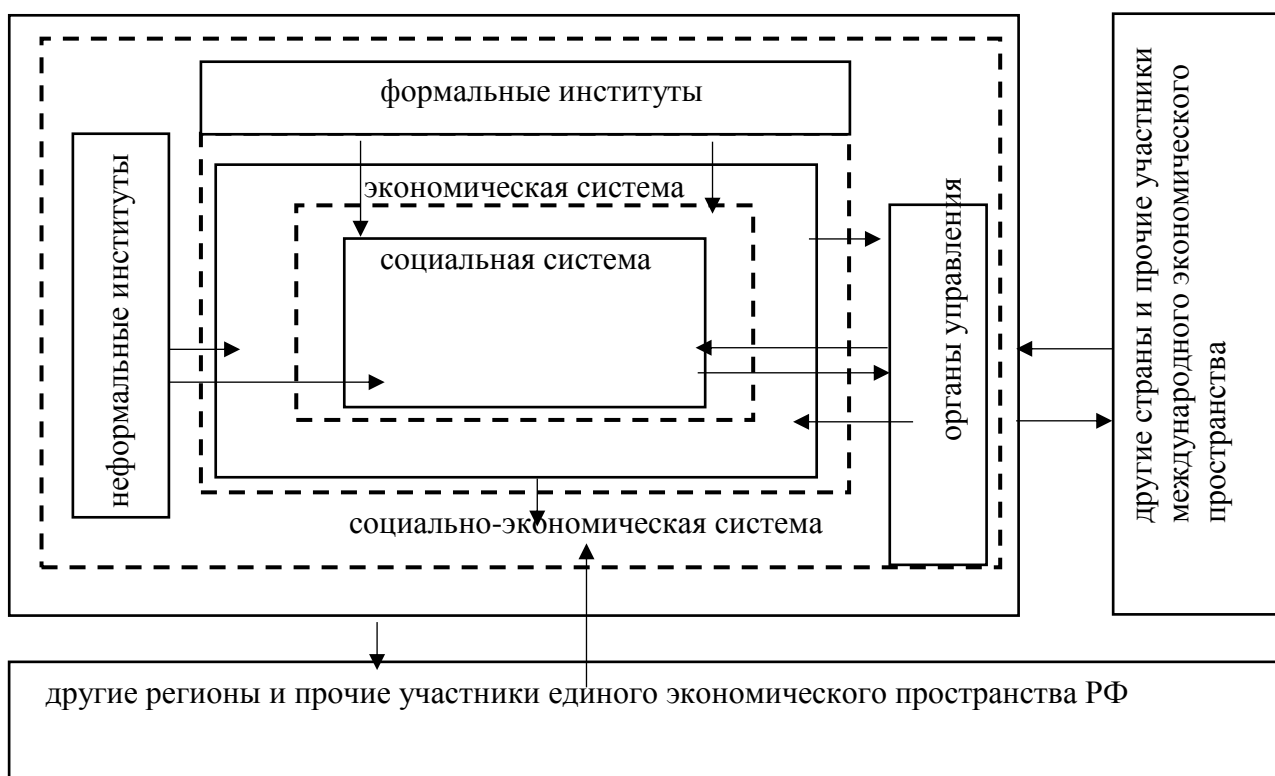 формальные институты
неформальные институты
экономическая система
социальная система
органы управления
социально-экономическая система
другие страны и прочие участники
международного экономического
пространства
другие регионы и прочие участники единого экономического пространства РФ